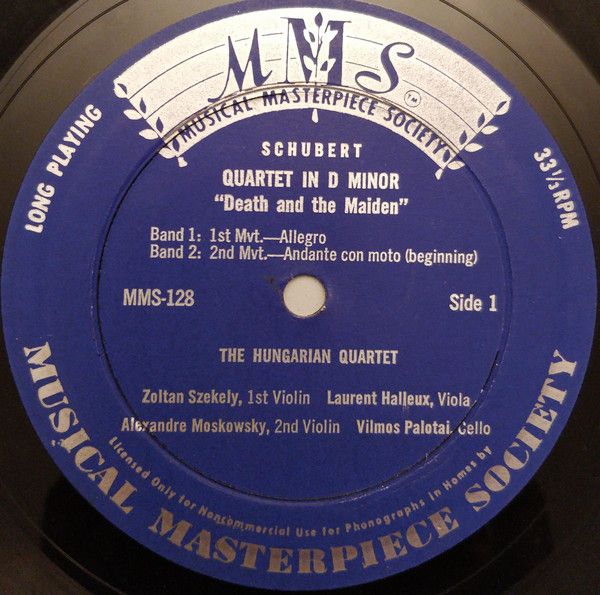 MMS™
MUSICAL MASTERPIECE SOCIETY
LONG PLAYING
33 1/3 RPM
SCHUBERT
QUARTET IN D MINOR
"Death and the Maiden"
Band 1: 1st Mvt.—Allegro
Band 2: 2nd Mvt.—Andante con moto (beginning)
MMS-128
Side 1
THE HUNGARIAN QUARTET
Zoltan Szekely, 1st Violin Laurent Halleux, Viola
Alexandre Moskowsky, 2nd Violin Vilmos Palotai, Cello
Licensed Only for Noncommercial Use for Phonographs in Homes by
MUSICAL MASTERPIECE SOCIETY